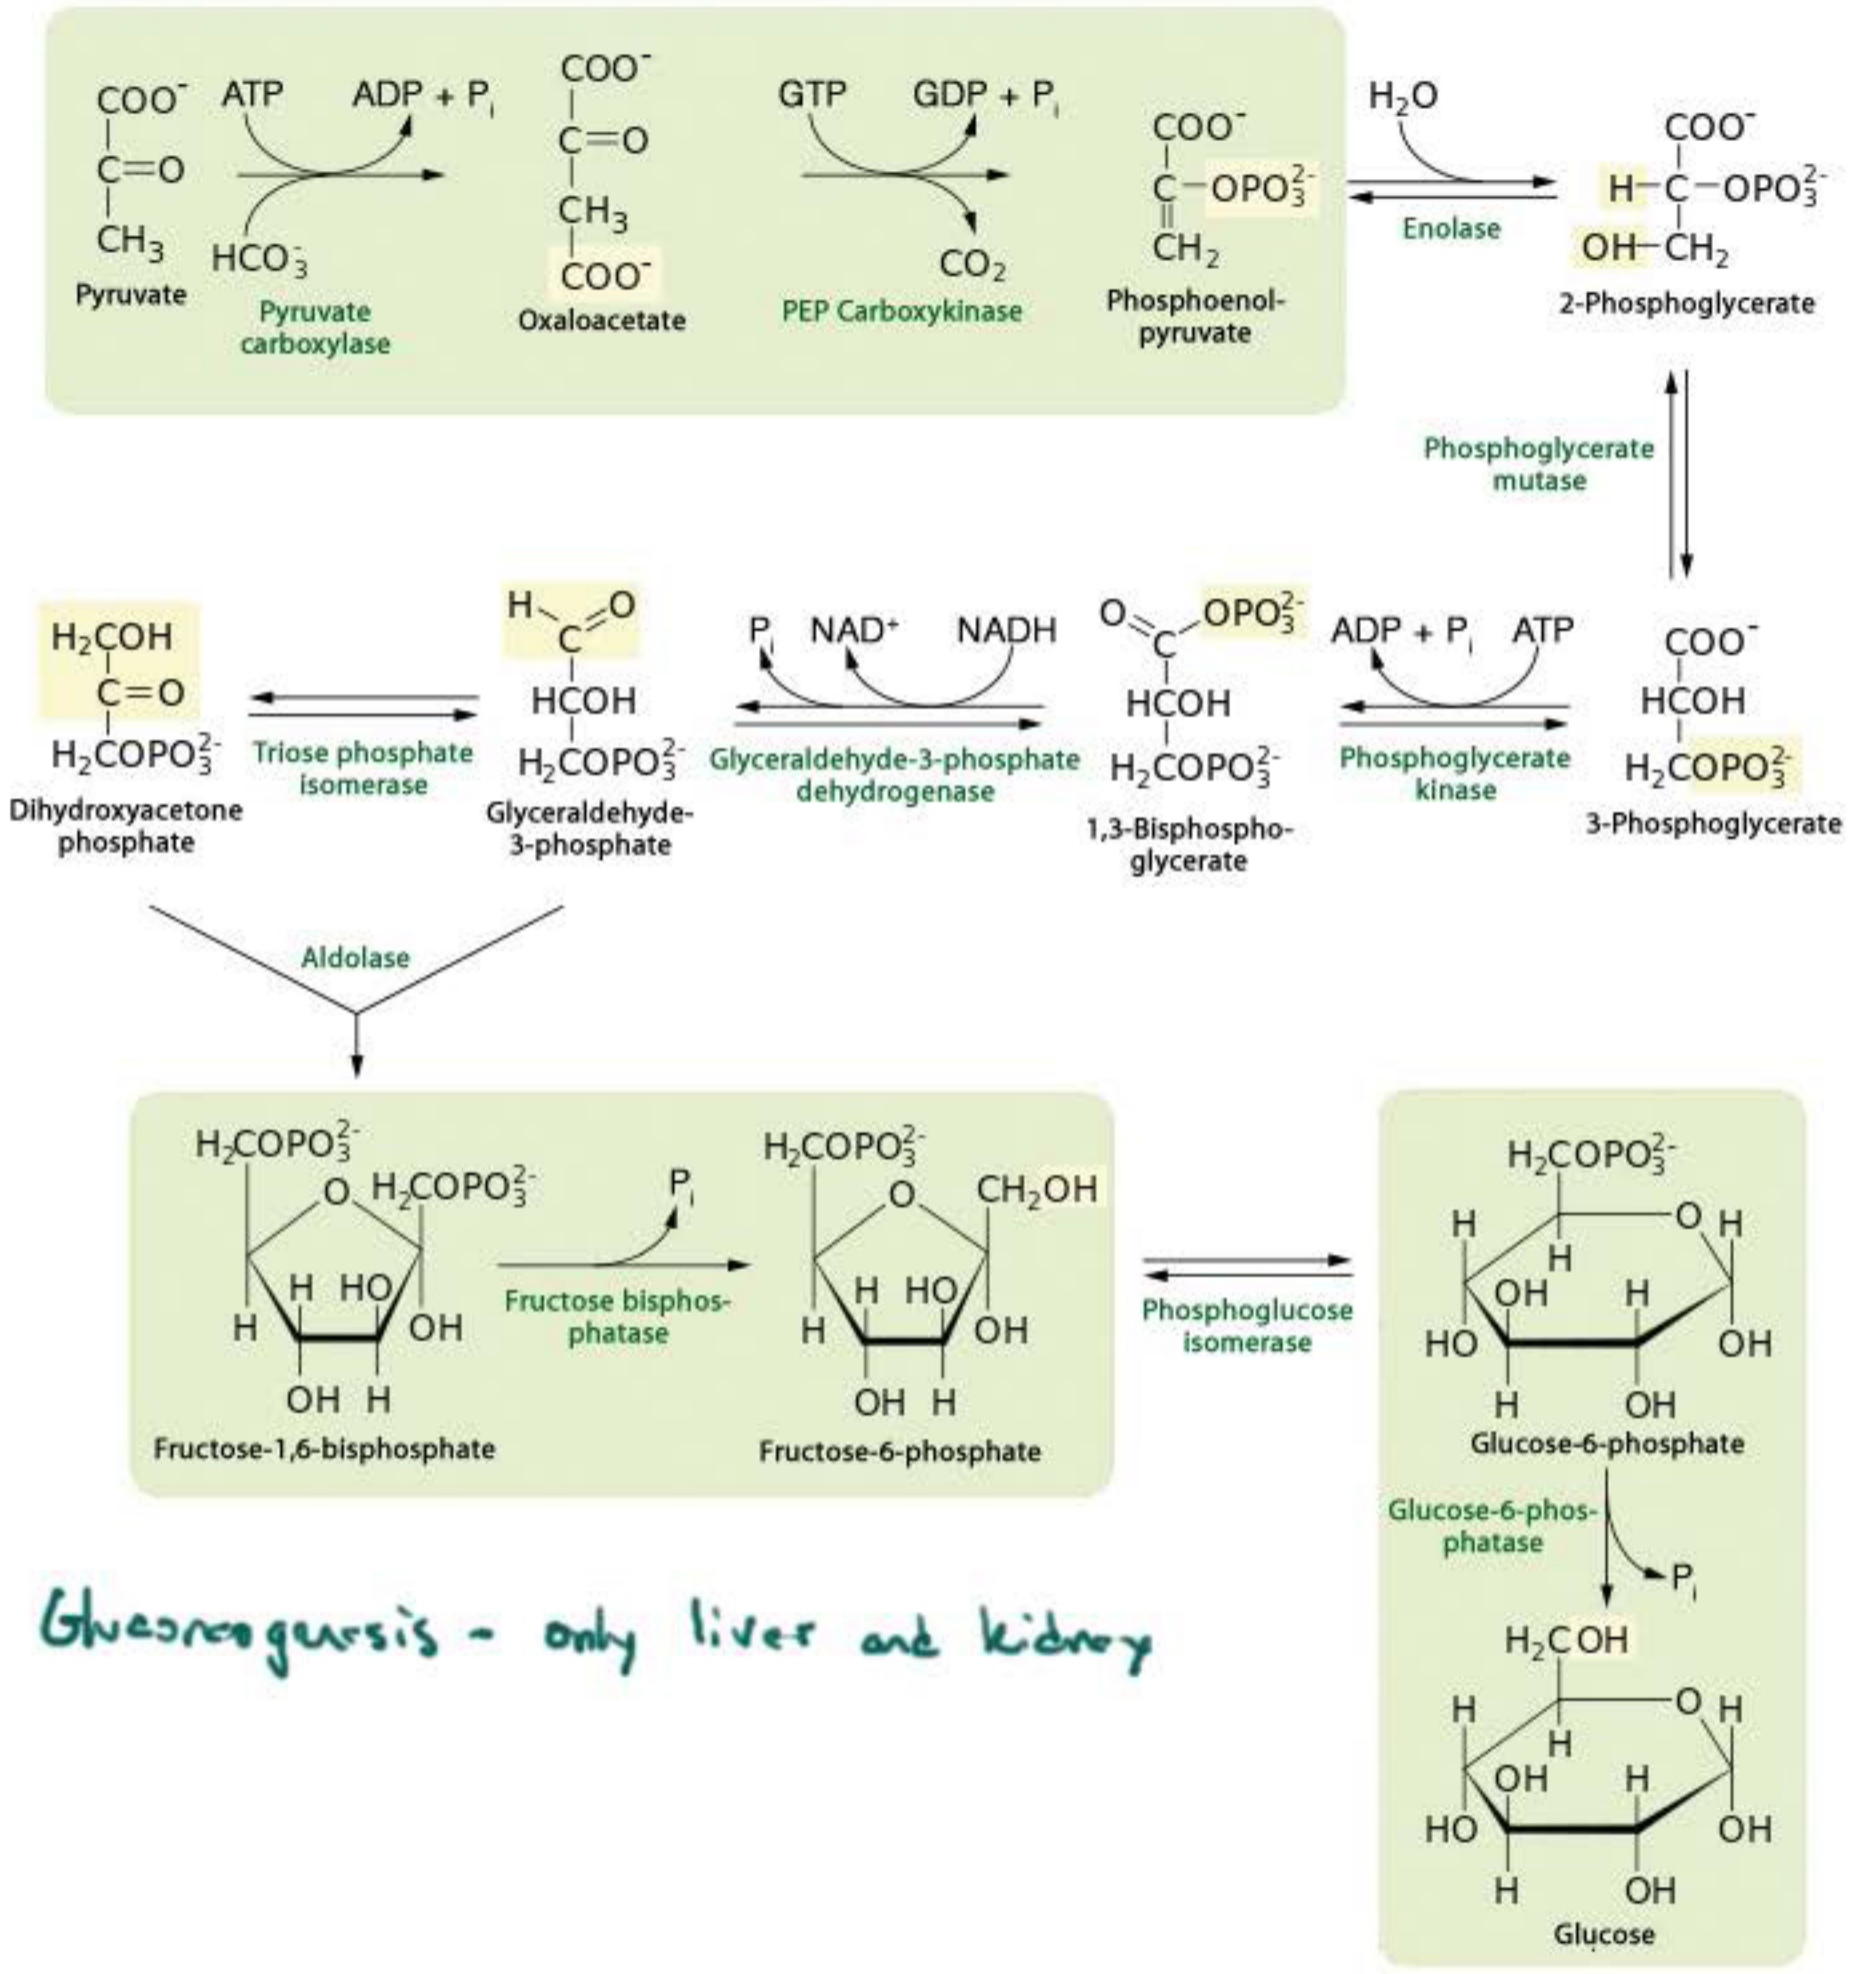 COO⁻
C=O
CH₃
Pyruvate
ATP
ADP + Pᵢ
HCO₃⁻
Pyruvate
carboxylase
COO⁻
C=O
CH₃
COO⁻
Oxaloacetate
GTP
GDP + Pᵢ
CO₂
PEP Carboxykinase
COO⁻
C-OPO₃²⁻
CH₂
Phosphoenol-
pyruvate
H₂O
Enolase
COO⁻
H-C-OPO₃²⁻
OH-CH₂
2-Phosphoglycerate
Phosphoglycerate
mutase
COO⁻
HCOH
H₂COPO₃²⁻
3-Phosphoglycerate
ADP + Pᵢ
ATP
Phosphoglycerate
kinase
O
C
OPO₃²⁻
HCOH
H₂COPO₃²⁻
1,3-Bisphospho-
glycerate
Pᵢ
NAD⁺
NADH
Glyceraldehyde-3-phosphate
dehydrogenase
H
O
C
HCOH
H₂COPO₃²⁻
Glyceraldehyde-
3-phosphate
Triose phosphate
isomerase
H₂COH
C=O
H₂COPO₃²⁻
Dihydroxyacetone
phosphate
Aldolase
H₂COPO₃²⁻
O
H₂COPO₃²⁻
H
HO
H
OH
OH
H
Fructose-1,6-bisphosphate
Pᵢ
Fructose bisphos-
phatase
H₂COPO₃²⁻
O
CH₂OH
H
HO
H
OH
OH
H
Fructose-6-phosphate
Phosphoglucose
isomerase
H₂COPO₃²⁻
H
O
H
H
OH
H
HO
OH
H
OH
Glucose-6-phosphate
Glucose-6-phos-
phatase
Pᵢ
H₂COH
H
O
H
H
OH
H
HO
OH
H
OH
Glucose
Gluconeogenesis - only liver and kidney